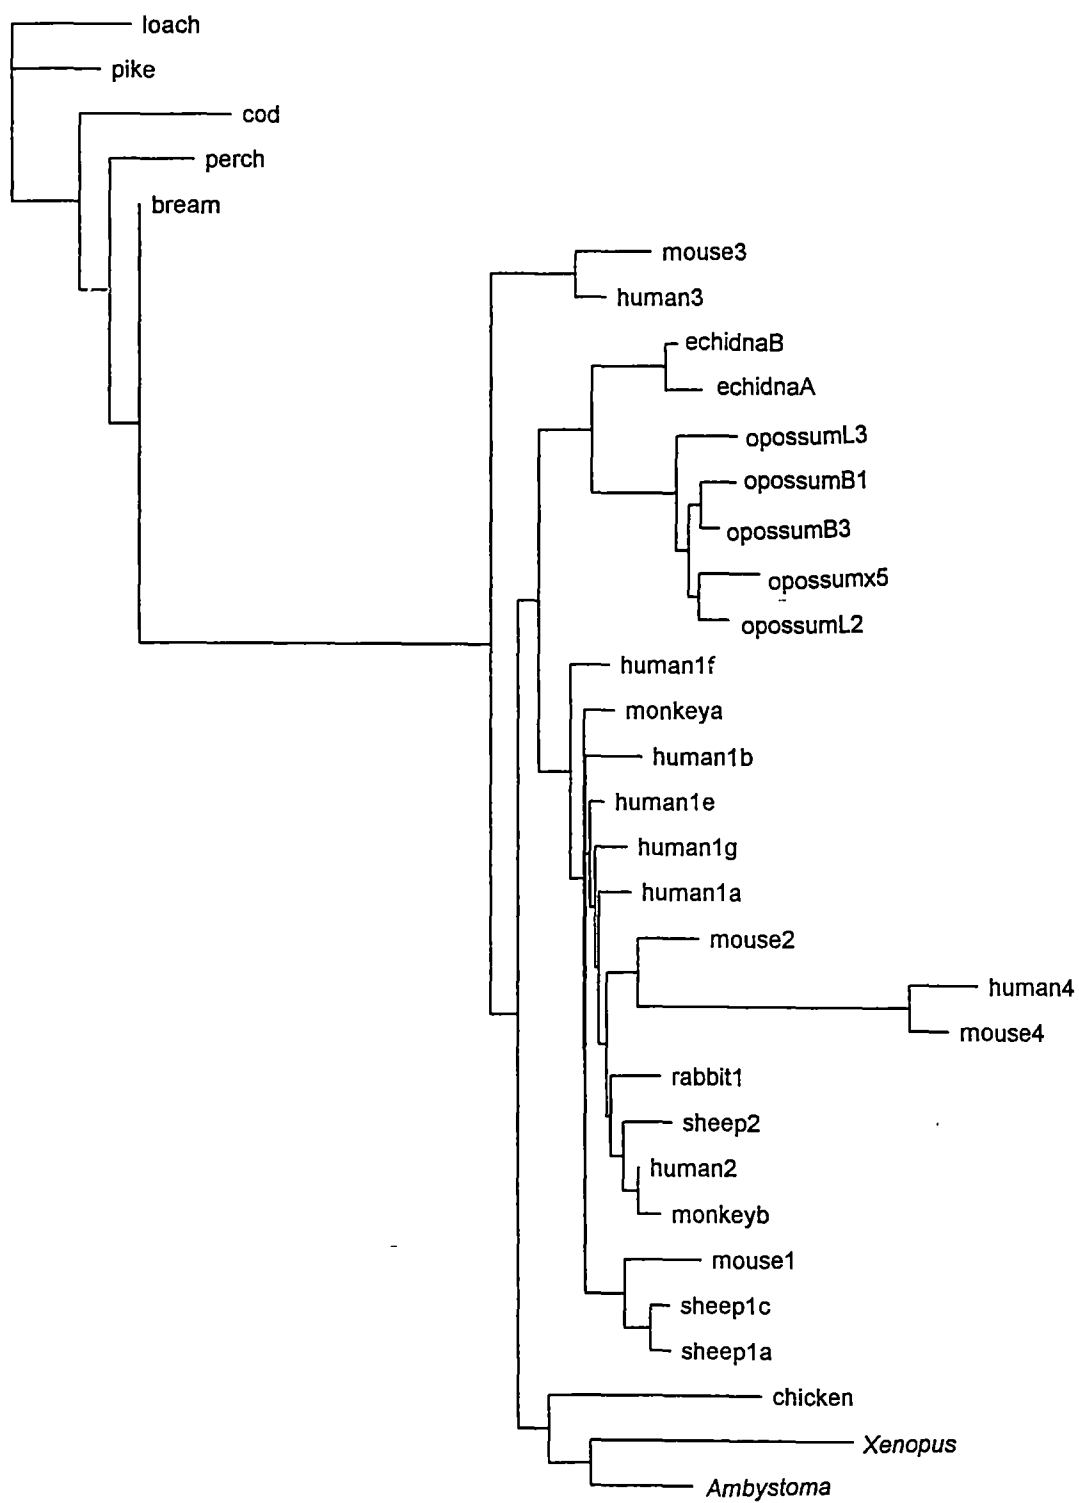 loach
pike
cod
perch
bream
mouse3
human3
echidnaB
echidnaA
opossumL3
opossumB1
opossumB3
opossumx5
opossumL2
human1f
monkeya
human1b
human1e
human1g
human1a
mouse2
human4
mouse4
rabbit1
sheep2
human2
monkeyb
mouse1
sheep1c
sheep1a
chicken
Xenopus
Ambystoma